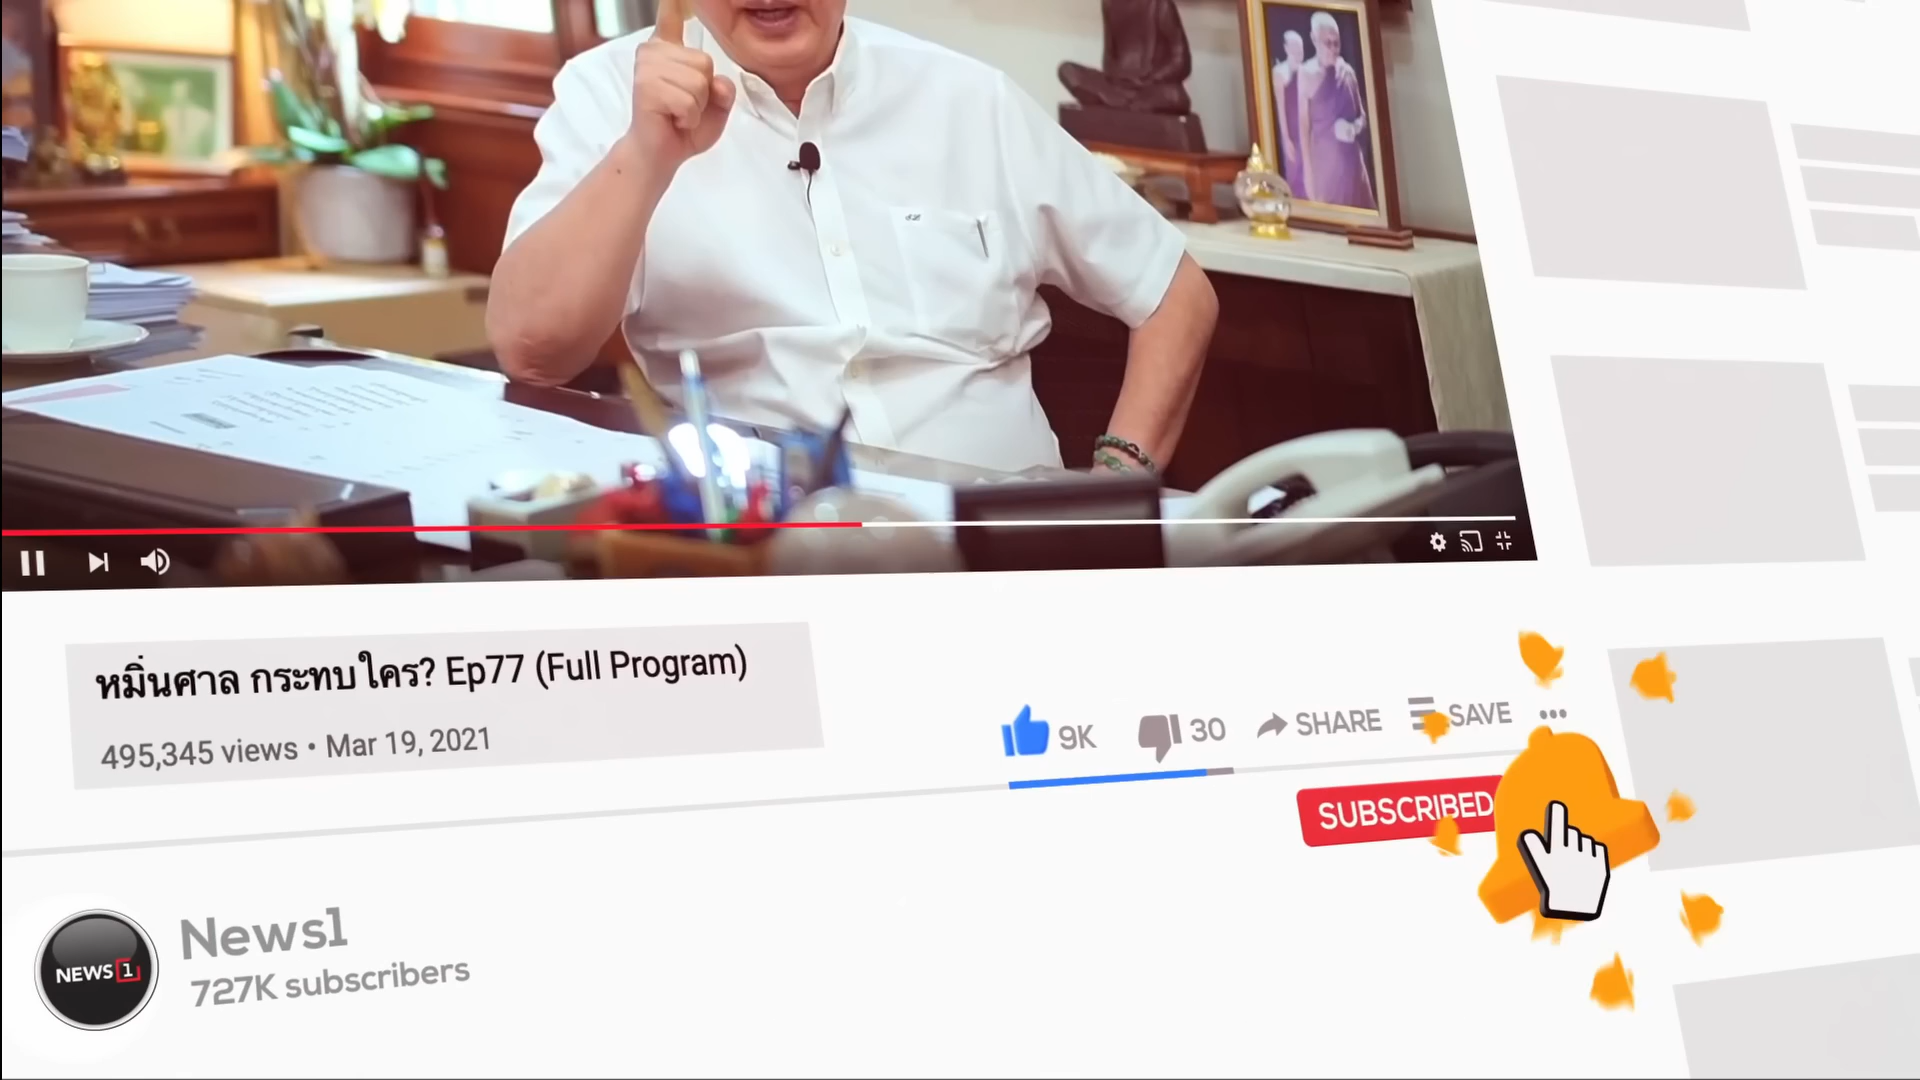 หมิ่นศาล กระทบใคร? Ep77 (Full Program)
495,345 views • Mar 19, 2021
9K
30
SHARE
SAVE
SUBSCRIBED
NEWS 1
News1
727K subscribers